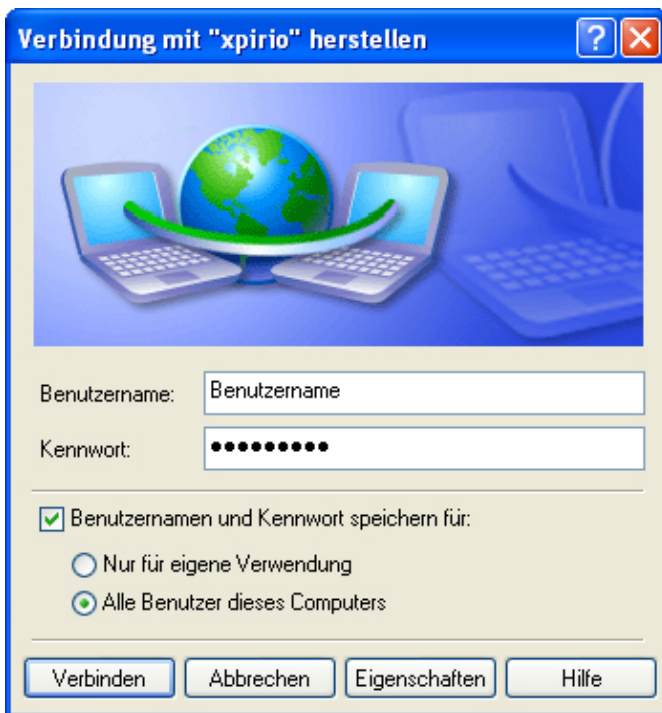 Verbindung mit "xpirio" herstellen
Benutzername: Benutzername
Kennwort: •••••••••
Benutzernamen und Kennwort speichern für:
Nur für eigene Verwendung
Alle Benutzer dieses Computers
Verbinden Abbrechen Eigenschaften Hilfe